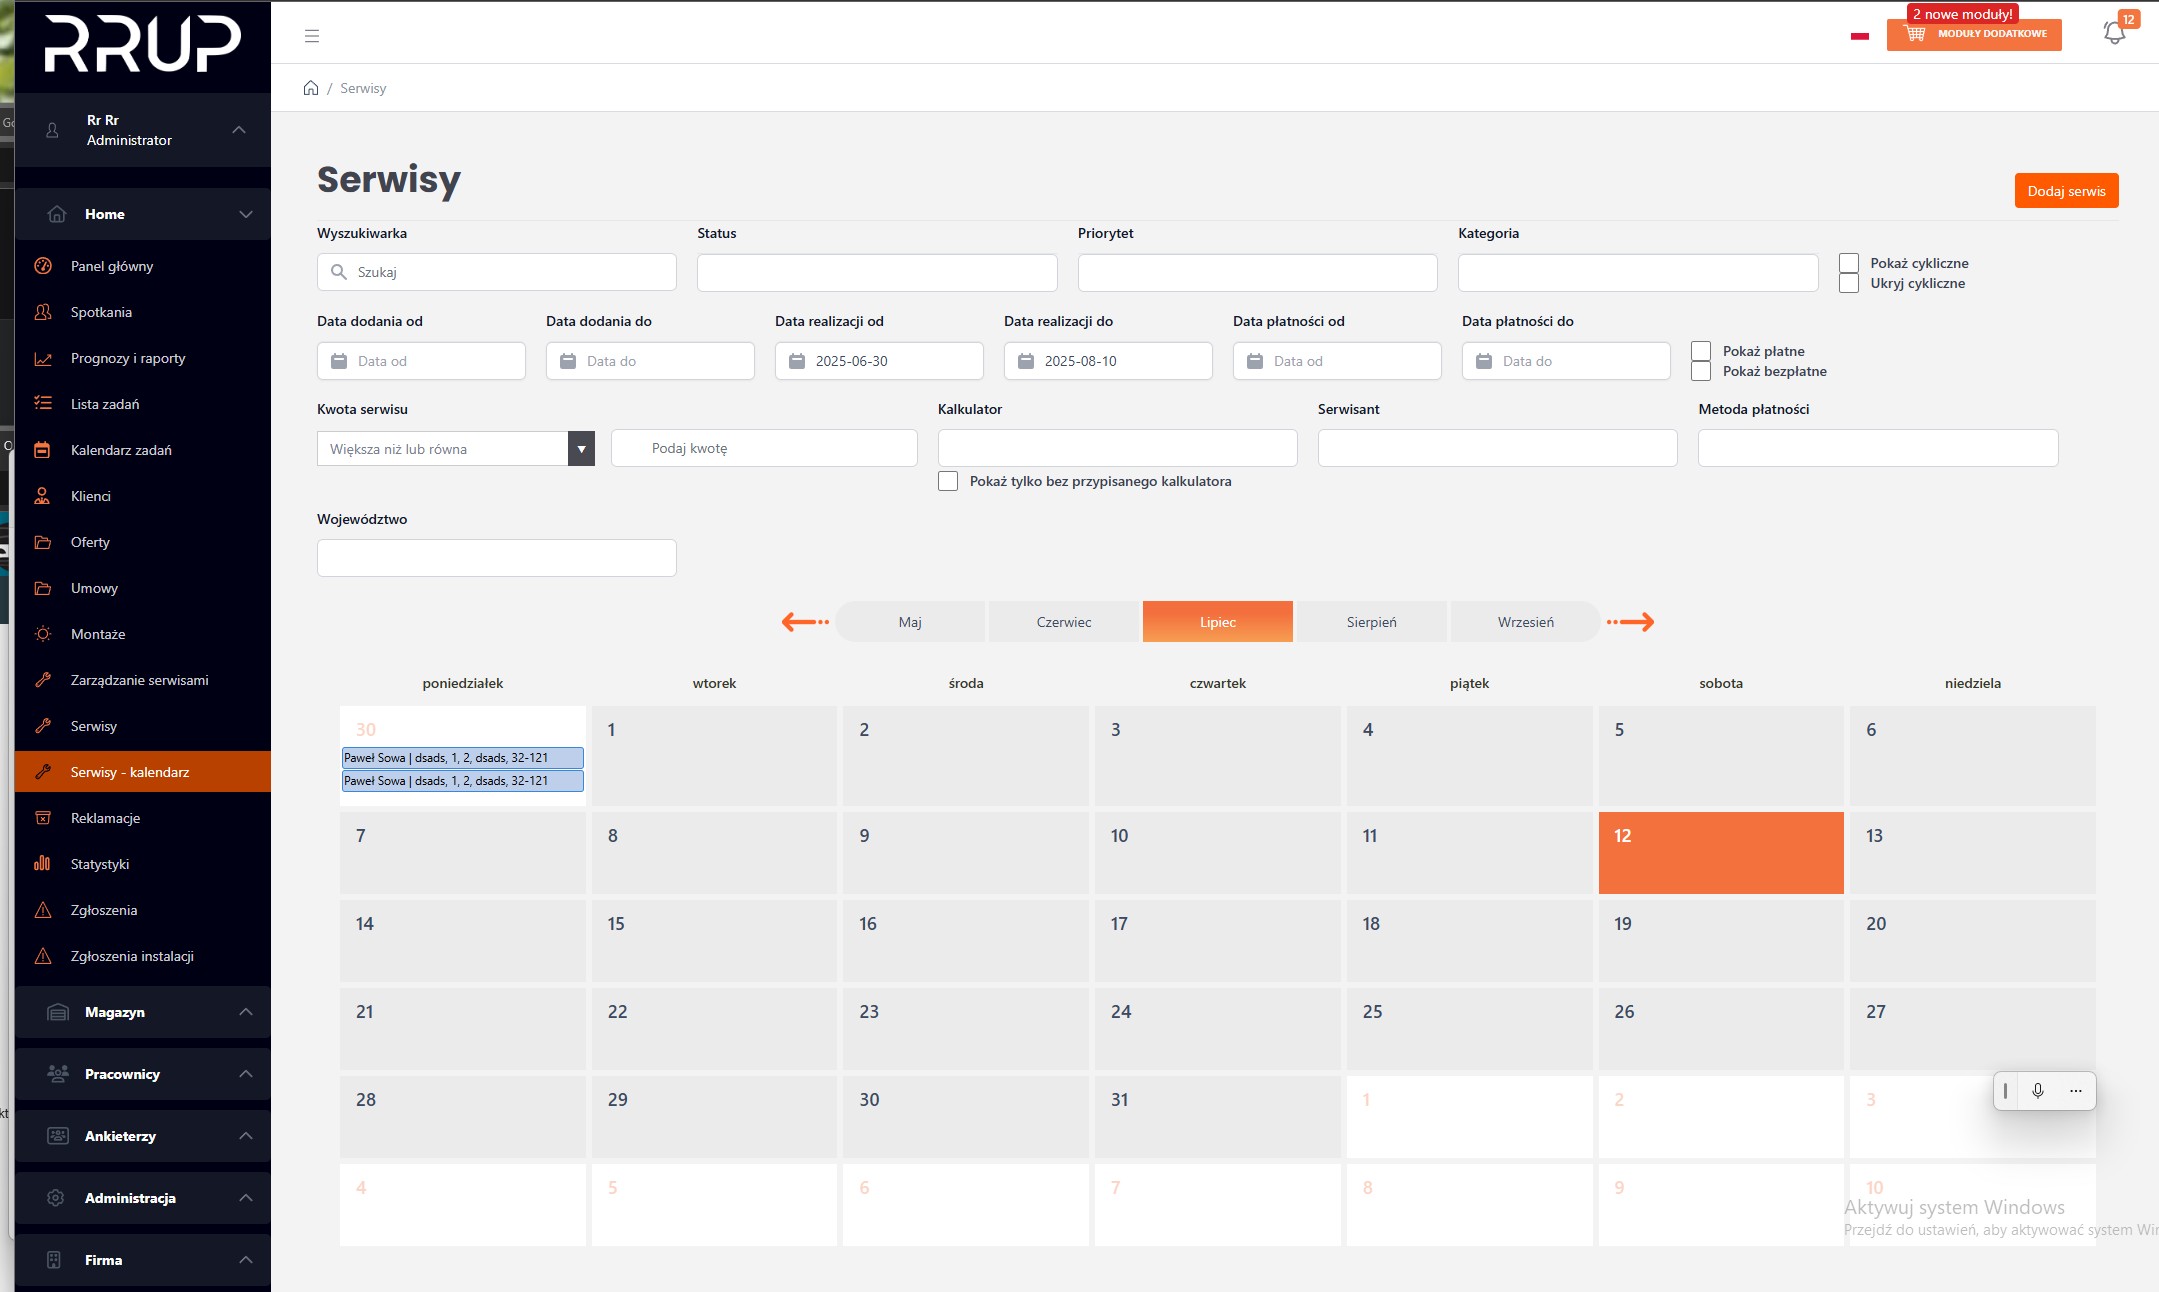 RRUP
2 nowe moduły!
MODUŁY DODATKOWE
12
/ Serwisy
Rr Rr
Administrator
Home
Panel główny
Spotkania
Prognozy i raporty
Lista zadań
Kalendarz zadań
Klienci
Oferty
Umowy
Montaże
Zarządzanie serwisami
Serwisy
Serwisy - kalendarz
Reklamacje
Statystyki
Zgłoszenia
Zgłoszenia instalacji
Magazyn
Pracownicy
Ankieterzy
Administracja
Firma
Serwisy
Dodaj serwis
Wyszukiwarka Status Priorytet Kategoria
Szukaj
Pokaż cykliczne
Ukryj cykliczne
Data dodania od Data dodania do Data realizacji od Data realizacji do Data płatności od Data płatności do
Data od Data do 2025-06-30 2025-08-10 Data od Data do
Pokaż płatne
Pokaż bezpłatne
Kwota serwisu Kalkulator Serwisant Metoda płatności
Większa niż lub równa Podaj kwotę
Pokaż tylko bez przypisanego kalkulatora
Województwo
Maj Czerwiec Lipiec Sierpień Wrzesień
poniedziałek wtorek środa czwartek piątek sobota niedziela
30 1 2 3 4 5 6
Paweł Sowa | dsads, 1, 2, dsads, 32-121
Paweł Sowa | dsads, 1, 2, dsads, 32-121
7 8 9 10 11 12 13
14 15 16 17 18 19 20
21 22 23 24 25 26 27
28 29 30 31 1 2 3
4 5 6 7 8 9 10
Aktywuj system Windows
Przejdź do ustawień, aby aktywować system Wi